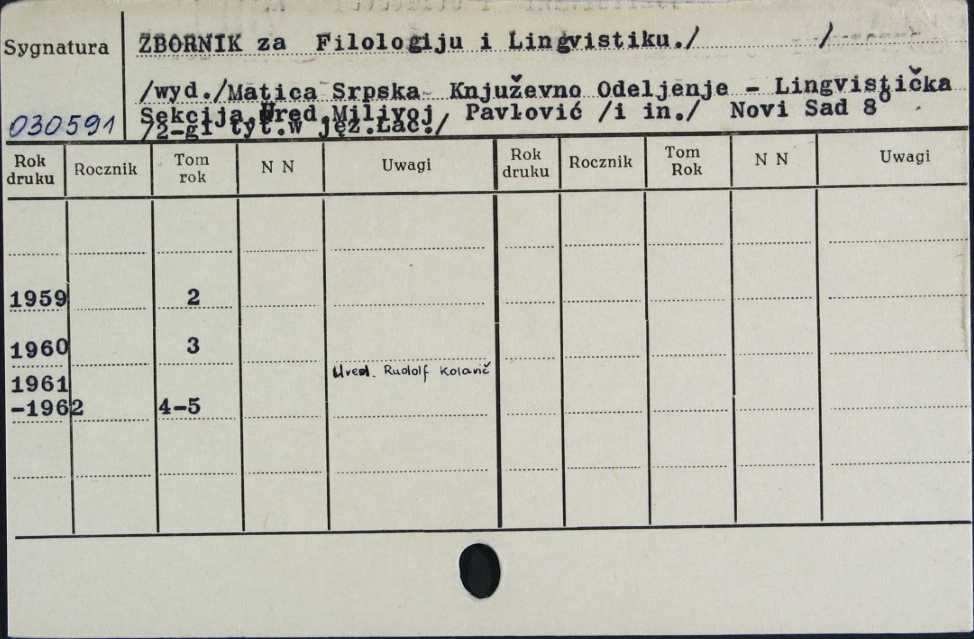 Sygnatura
ZBORNIK za Filologiju i Lingvistiku./ /
/wyd./Matica Srpska Knjuževno Odeljenje - Lingvistička
030591
Sekcija.Ured.Milivoj Pavlović /i in./ Novi Sad 8°
/2-gi tyt.w jęz.Łac./
Rok druku Rocznik Tom rok N N Uwagi Rok druku Rocznik Tom Rok N N Uwagi
1959 2
1960 3
Ured. Rudolf Kolarič
1961
-1962 4-5